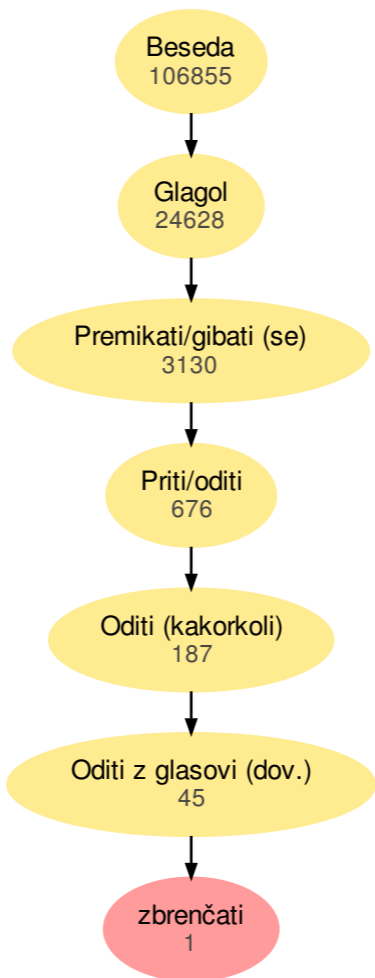 Beseda
106855
Glagol
24628
Premikati/gibati (se)
3130
Priti/oditi
676
Oditi (kakorkoli)
187
Oditi z glasovi (dov.)
45
zbrenčati
1